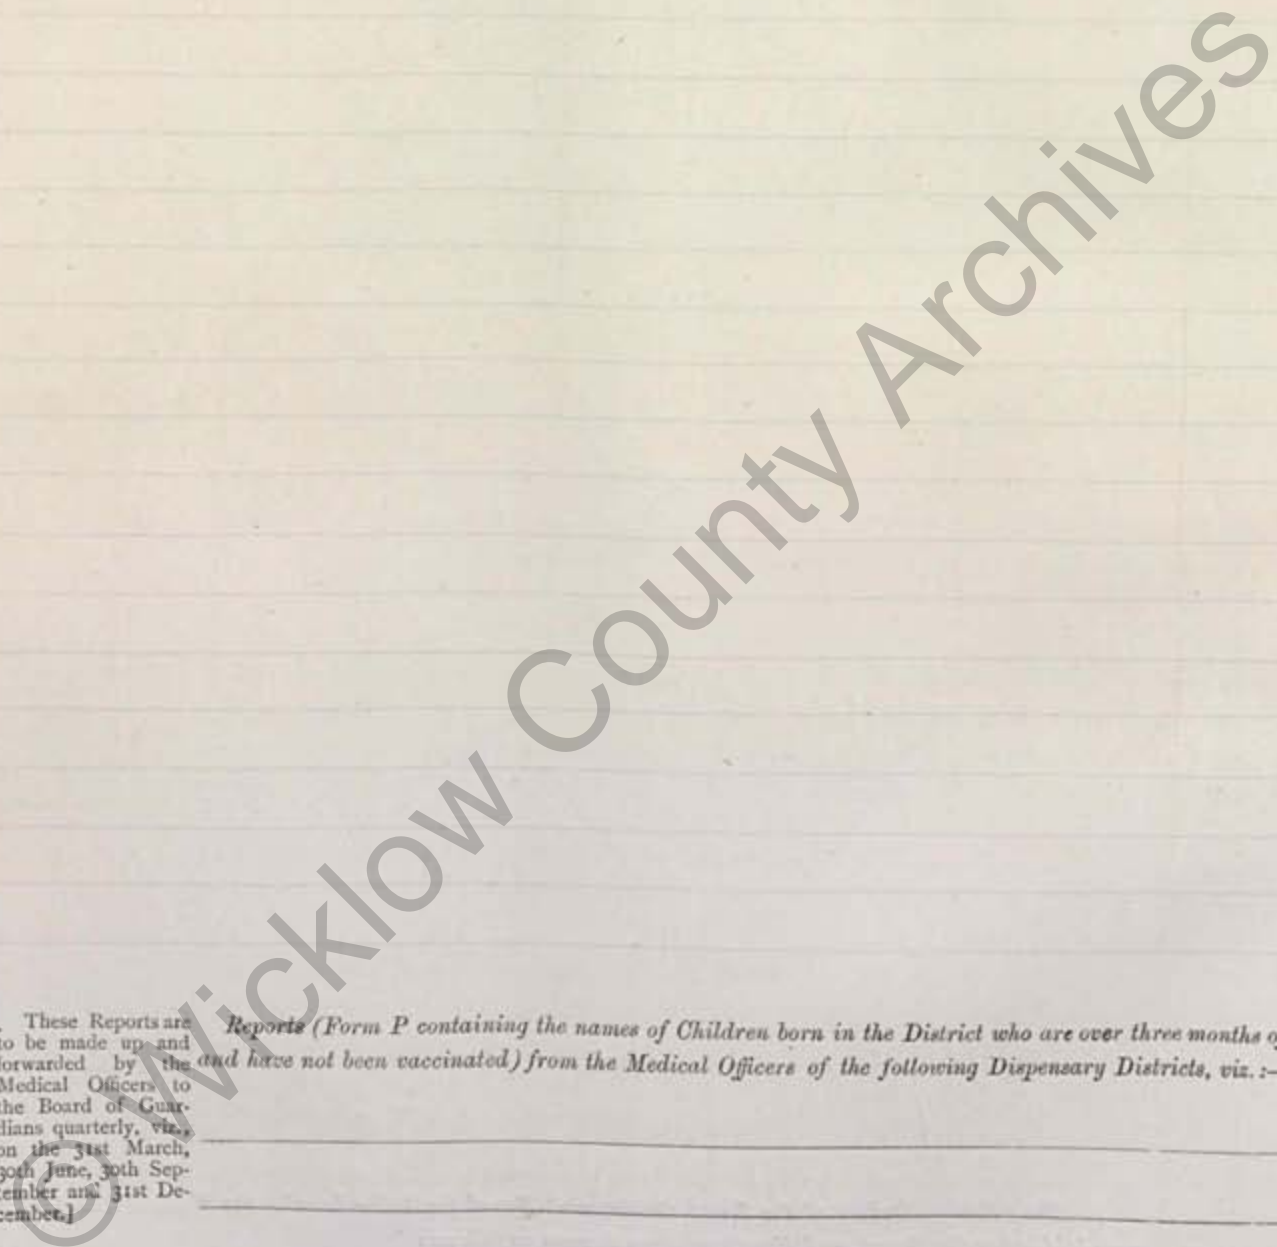 These Reports are
to be made up and
forwarded by the
Medical Officers to
the Board of Guar-
dians quarterly, viz.,
on the 31st March,
30th June, 30th Sep-
tember and 31st De-
cember.]
Reports (Form P containing the names of Children born in the District who are over three months o
and have not been vaccinated) from the Medical Officers of the following Dispensary Districts, viz. :—
© Wicklow County Archives